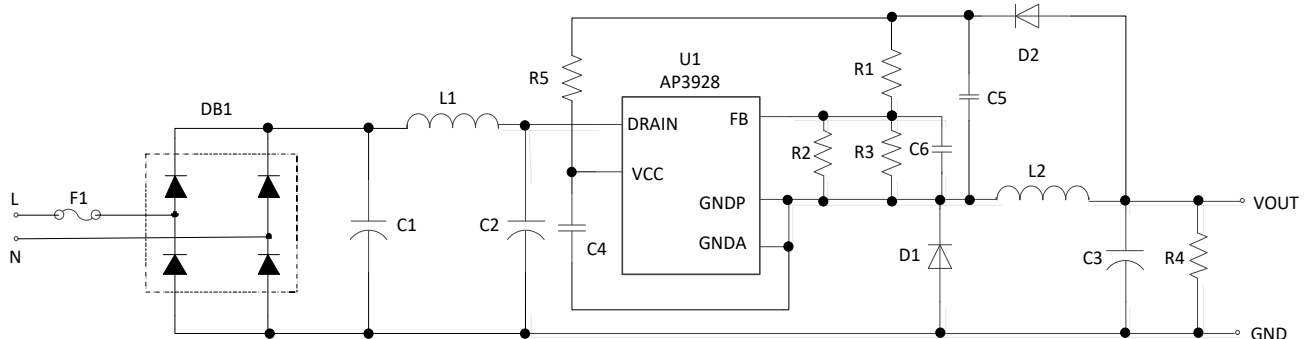 D2
U1
AP3928
R5
R1
C5
DB1
L1
DRAIN
FB
R2
R3
C6
L2
VCC
L
F1
GNDP
VOUT
C1
C2
C4
GNDA
D1
C3
R4
N
GND